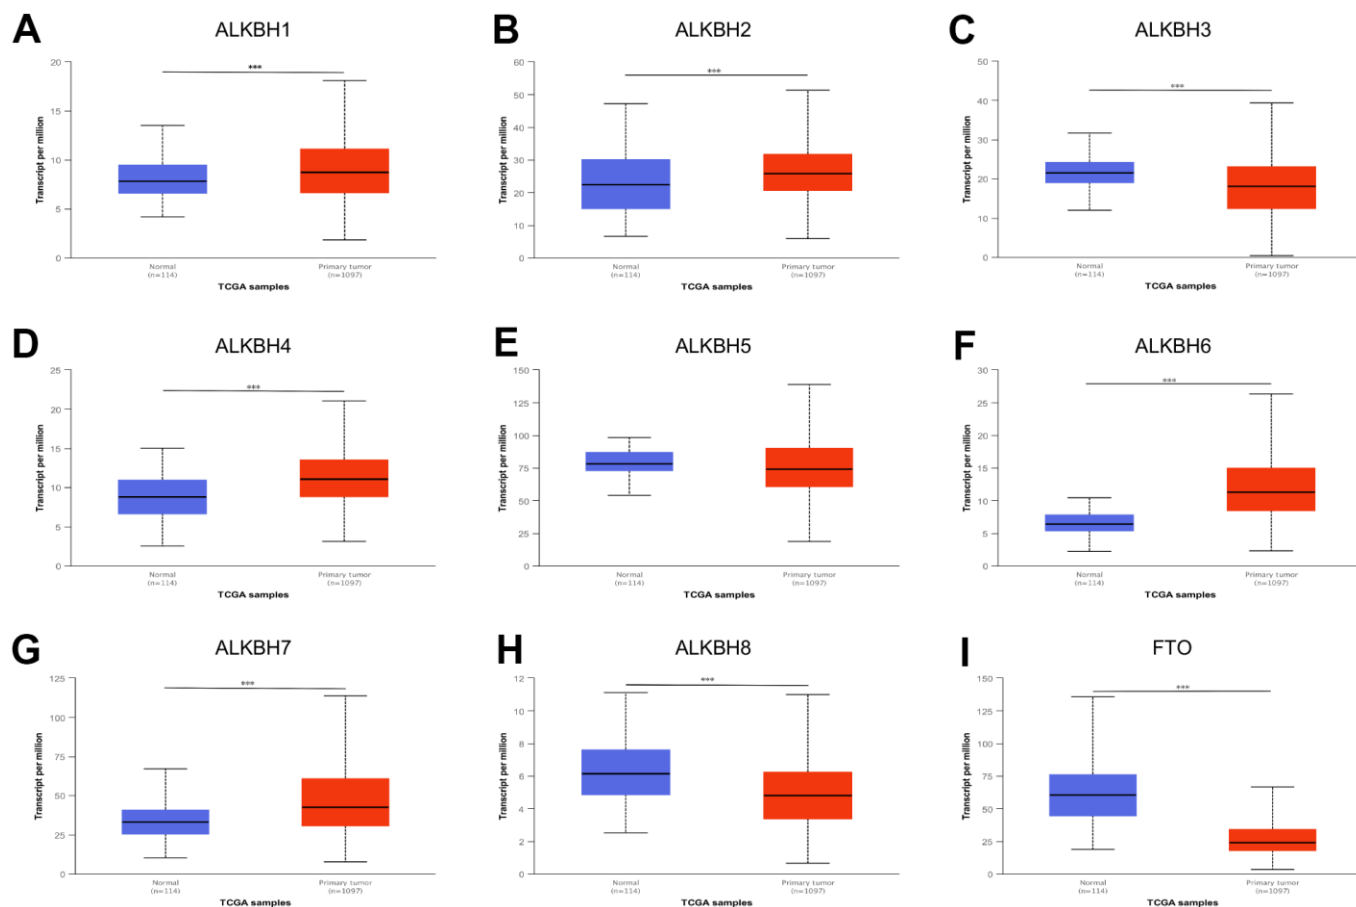 A ALKBH1
***
20
15
10
5
0
Transcript per million
Normal
(n=114)
Primary tumor
(n=1097)
TCGA samples
B ALKBH2
***
60
50
40
30
20
10
0
Transcript per million
Normal
(n=114)
Primary tumor
(n=1097)
TCGA samples
C ALKBH3
***
50
40
30
20
10
0
Transcript per million
Normal
(n=114)
Primary tumor
(n=1097)
TCGA samples
D ALKBH4
***
25
20
15
10
5
0
Transcript per million
Normal
(n=114)
Primary tumor
(n=1097)
TCGA samples
E ALKBH5
150
125
100
75
50
25
0
Transcript per million
Normal
(n=114)
Primary tumor
(n=1097)
TCGA samples
F ALKBH6
***
30
25
20
15
10
5
0
Transcript per million
Normal
(n=114)
Primary tumor
(n=1097)
TCGA samples
G ALKBH7
***
125
100
75
50
25
0
Transcript per million
Normal
(n=114)
Primary tumor
(n=1097)
TCGA samples
H ALKBH8
***
12
10
8
6
4
2
0
Transcript per million
Normal
(n=114)
Primary tumor
(n=1097)
TCGA samples
I FTO
***
150
125
100
75
50
25
0
Transcript per million
Normal
(n=114)
Primary tumor
(n=1097)
TCGA samples